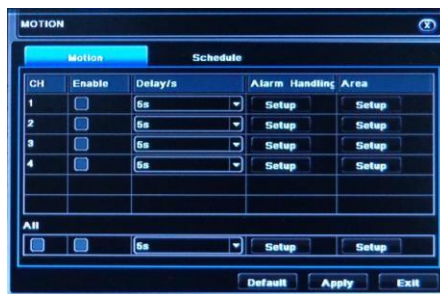 MOTION
Motion Schedule
CH Enable Delay/s Alarm Handling Area
1 5s Setup Setup
2 5s Setup Setup
3 5s Setup Setup
4 5s Setup Setup
All
5s Setup Setup
Default Apply Exit